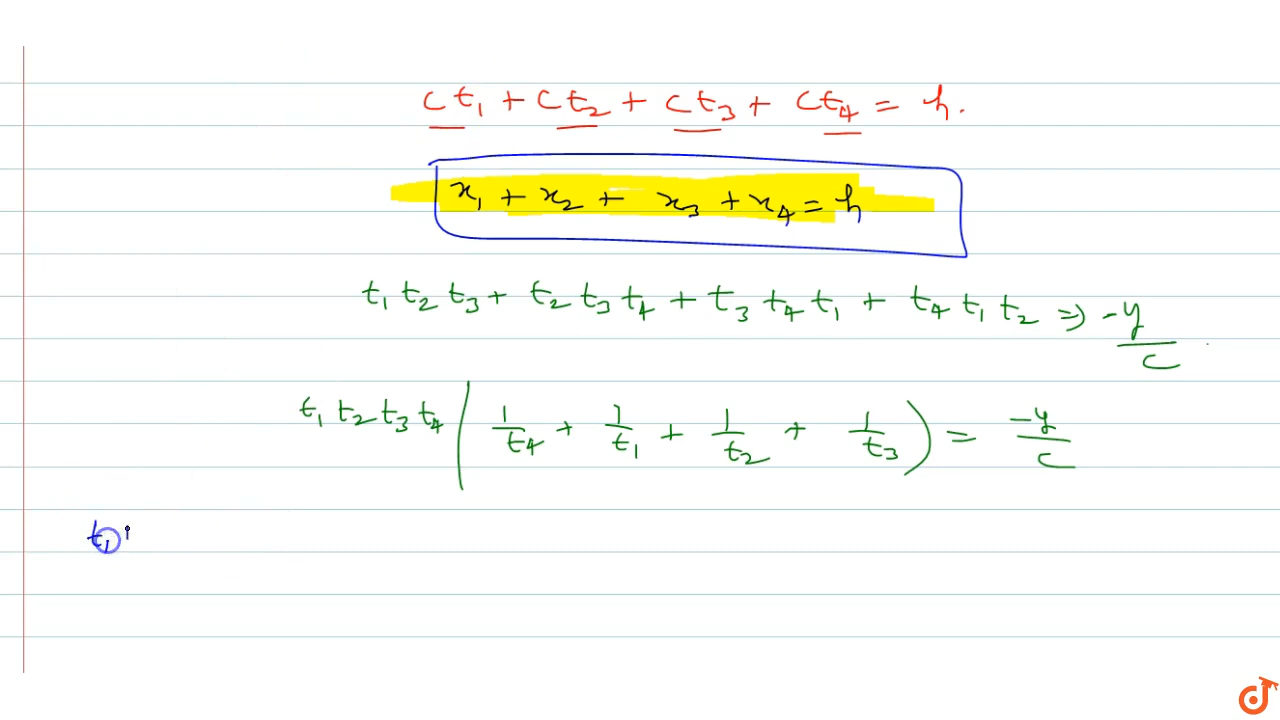 ct₁ + ct₂ + ct₃ + ct₄ = h.
x₁ + x₂ + x₃ + x₄ = h
t₁ t₂ t₃ + t₂ t₃ t₄ + t₃ t₄ t₁ + t₄ t₁ t₂ ⇒ -y/c
t₁ t₂ t₃ t₄ ( 1/t₄ + 1/t₁ + 1/t₂ + 1/t₃ ) = -y/c
t₁